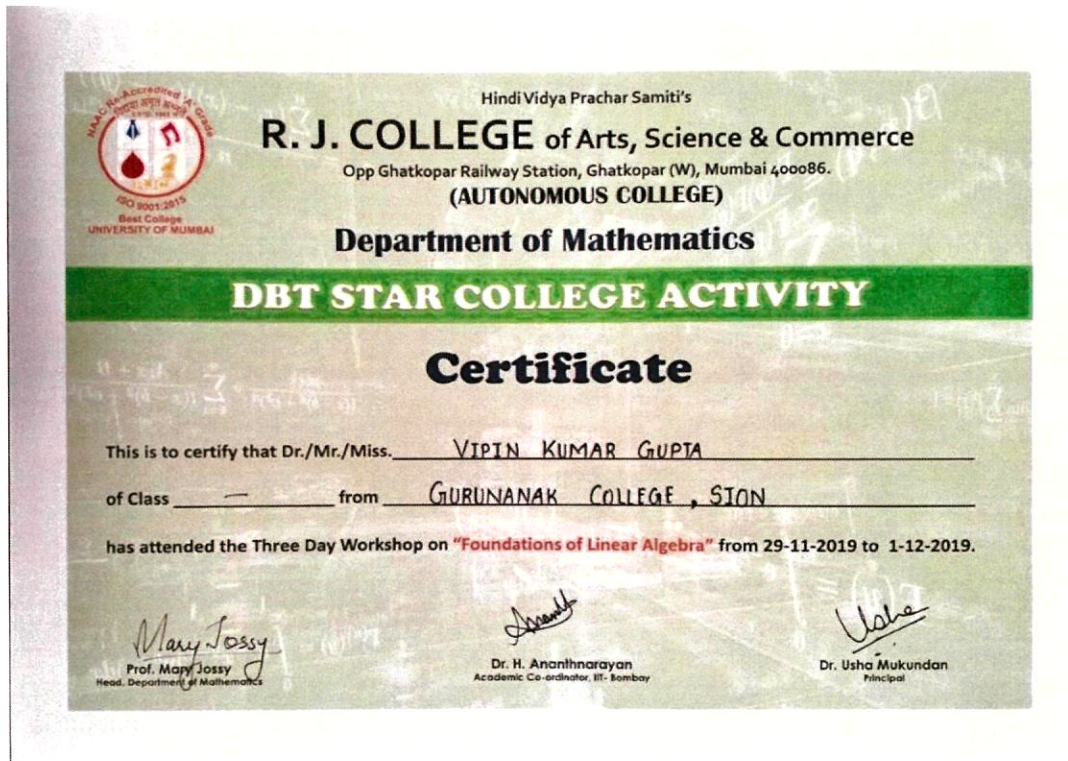 NAAC Re-Accredited "A" Grade
ISO 9001:2015
Best College
UNIVERSITY OF MUMBAI
Hindi Vidya Prachar Samiti's
R. J. COLLEGE of Arts, Science & Commerce
Opp Ghatkopar Railway Station, Ghatkopar (W), Mumbai 400086.
(AUTONOMOUS COLLEGE)
Department of Mathematics
DBT STAR COLLEGE ACTIVITY
Certificate
This is to certify that Dr./Mr./Miss. VIPIN KUMAR GUPTA
of Class — from GURUNANAK COLLEGE, SION
has attended the Three Day Workshop on "Foundations of Linear Algebra" from 29-11-2019 to 1-12-2019.
Mary Jossy
Prof. Mary Jossy
Head, Department of Mathematics
Dr. H. Ananthnarayan
Academic Co-ordinator, IIT- Bombay
Usha
Dr. Usha Mukundan
Principal